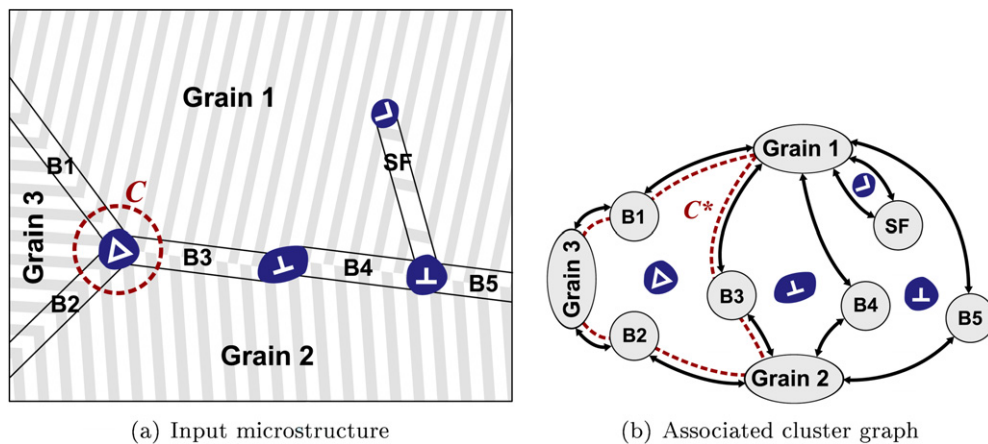 Grain 1
SF
B1
C
Grain 3
B3
B4
B5
B2
Grain 2
(a) Input microstructure
Grain 1
C*
B1
SF
Grain 3
B3
B4
B5
B2
Grain 2
(b) Associated cluster graph